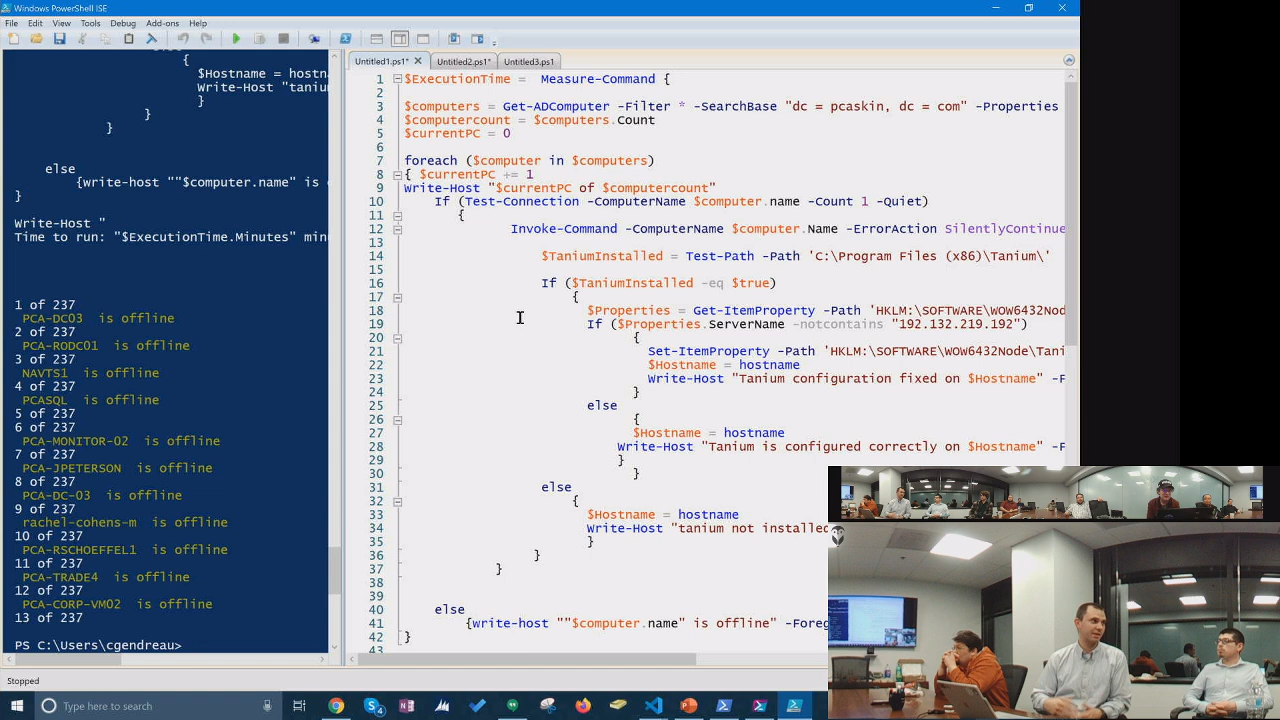 Windows PowerShell ISE
File Edit View Tools Debug Add-ons Help
{
$Hostname = hostn
Write-Host "taniu
}
}
}
else
{write-host ""$computer.name" is
}
Write-Host "
Time to run: "$ExecutionTime.Minutes" min
1 of 237
PCA-DC03 is offline
2 of 237
PCA-RODC01 is offline
3 of 237
NAVTS1 is offline
4 of 237
PCASQL is offline
5 of 237
6 of 237
PCA-MONITOR-02 is offline
7 of 237
PCA-JPETERSON is offline
8 of 237
PCA-DC-03 is offline
9 of 237
rachel-cohens-m is offline
10 of 237
PCA-RSCHOEFFEL1 is offline
11 of 237
PCA-TRADE4 is offline
12 of 237
PCA-CORP-VM02 is offline
13 of 237
PS C:\Users\cgendreau>
Untitled1.ps1* Untitled2.ps1* Untitled3.ps1
1 $ExecutionTime = Measure-Command {
2
3 $computers = Get-ADComputer -Filter * -SearchBase "dc = pcaskin, dc = com" -Properties
4 $computercount = $computers.Count
5 $currentPC = 0
6
7 foreach ($computer in $computers)
8 { $currentPC += 1
9 Write-Host "$currentPC of $computercount"
10 If (Test-Connection -ComputerName $computer.name -Count 1 -Quiet)
11 {
12 Invoke-Command -ComputerName $computer.Name -ErrorAction SilentlyContinue
13
14 $TaniumInstalled = Test-Path -Path 'C:\Program Files (x86)\Tanium\'
15
16 If ($TaniumInstalled -eq $true)
17 {
18 $Properties = Get-ItemProperty -Path 'HKLM:\SOFTWARE\WOW6432Nod
19 If ($Properties.ServerName -notcontains "192.132.219.192")
20 {
21 Set-ItemProperty -Path 'HKLM:\SOFTWARE\WOW6432Node\Tani
22 $Hostname = hostname
23 Write-Host "Tanium configuration fixed on $Hostname" -F
24 }
25 else
26 {
27 $Hostname = hostname
28 Write-Host "Tanium is configured correctly on $Hostname" -F
29 }
30 }
31 else
32 {
33 $Hostname = hostname
34 Write-Host "tanium not installed
35 }
36 }
37 }
38
39
40 else
41 {write-host ""$computer.name" is offline" -Foreg
42 }
43
Stopped
Type here to search